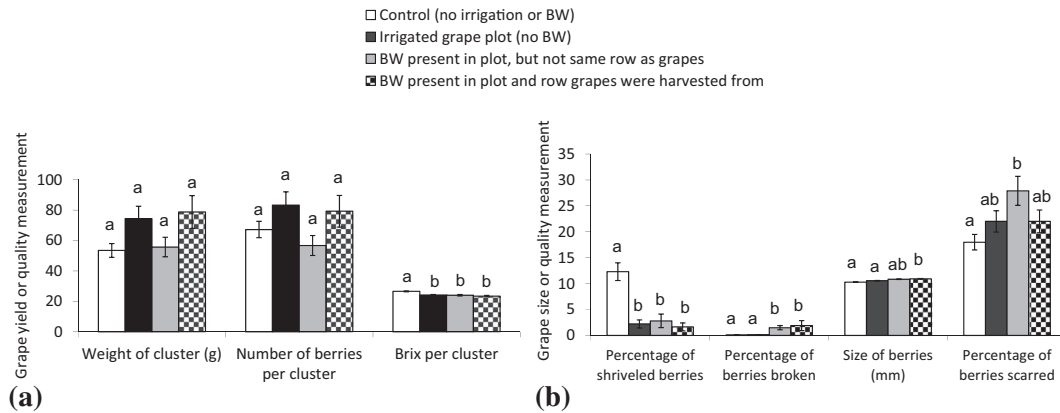 Control (no irrigation or BW)
Irrigated grape plot (no BW)
BW present in plot, but not same row as grapes
BW present in plot and row grapes were harvested from
Grape yield or quality measurement
100
80
60
40
20
0
a
a
a
a
a
a
a
a
a
b
b
b
Weight of cluster (g)
Number of berries
per cluster
Brix per cluster
(a)
Grape size or quality measurement
35
30
25
20
15
10
5
0
a
b
b
b
a
a
b
b
a
a
ab
b
a
ab
b
ab
Percentage of
shriveled berries
Percentage of
berries broken
Size of berries
(mm)
Percentage of
berries scarred
(b)